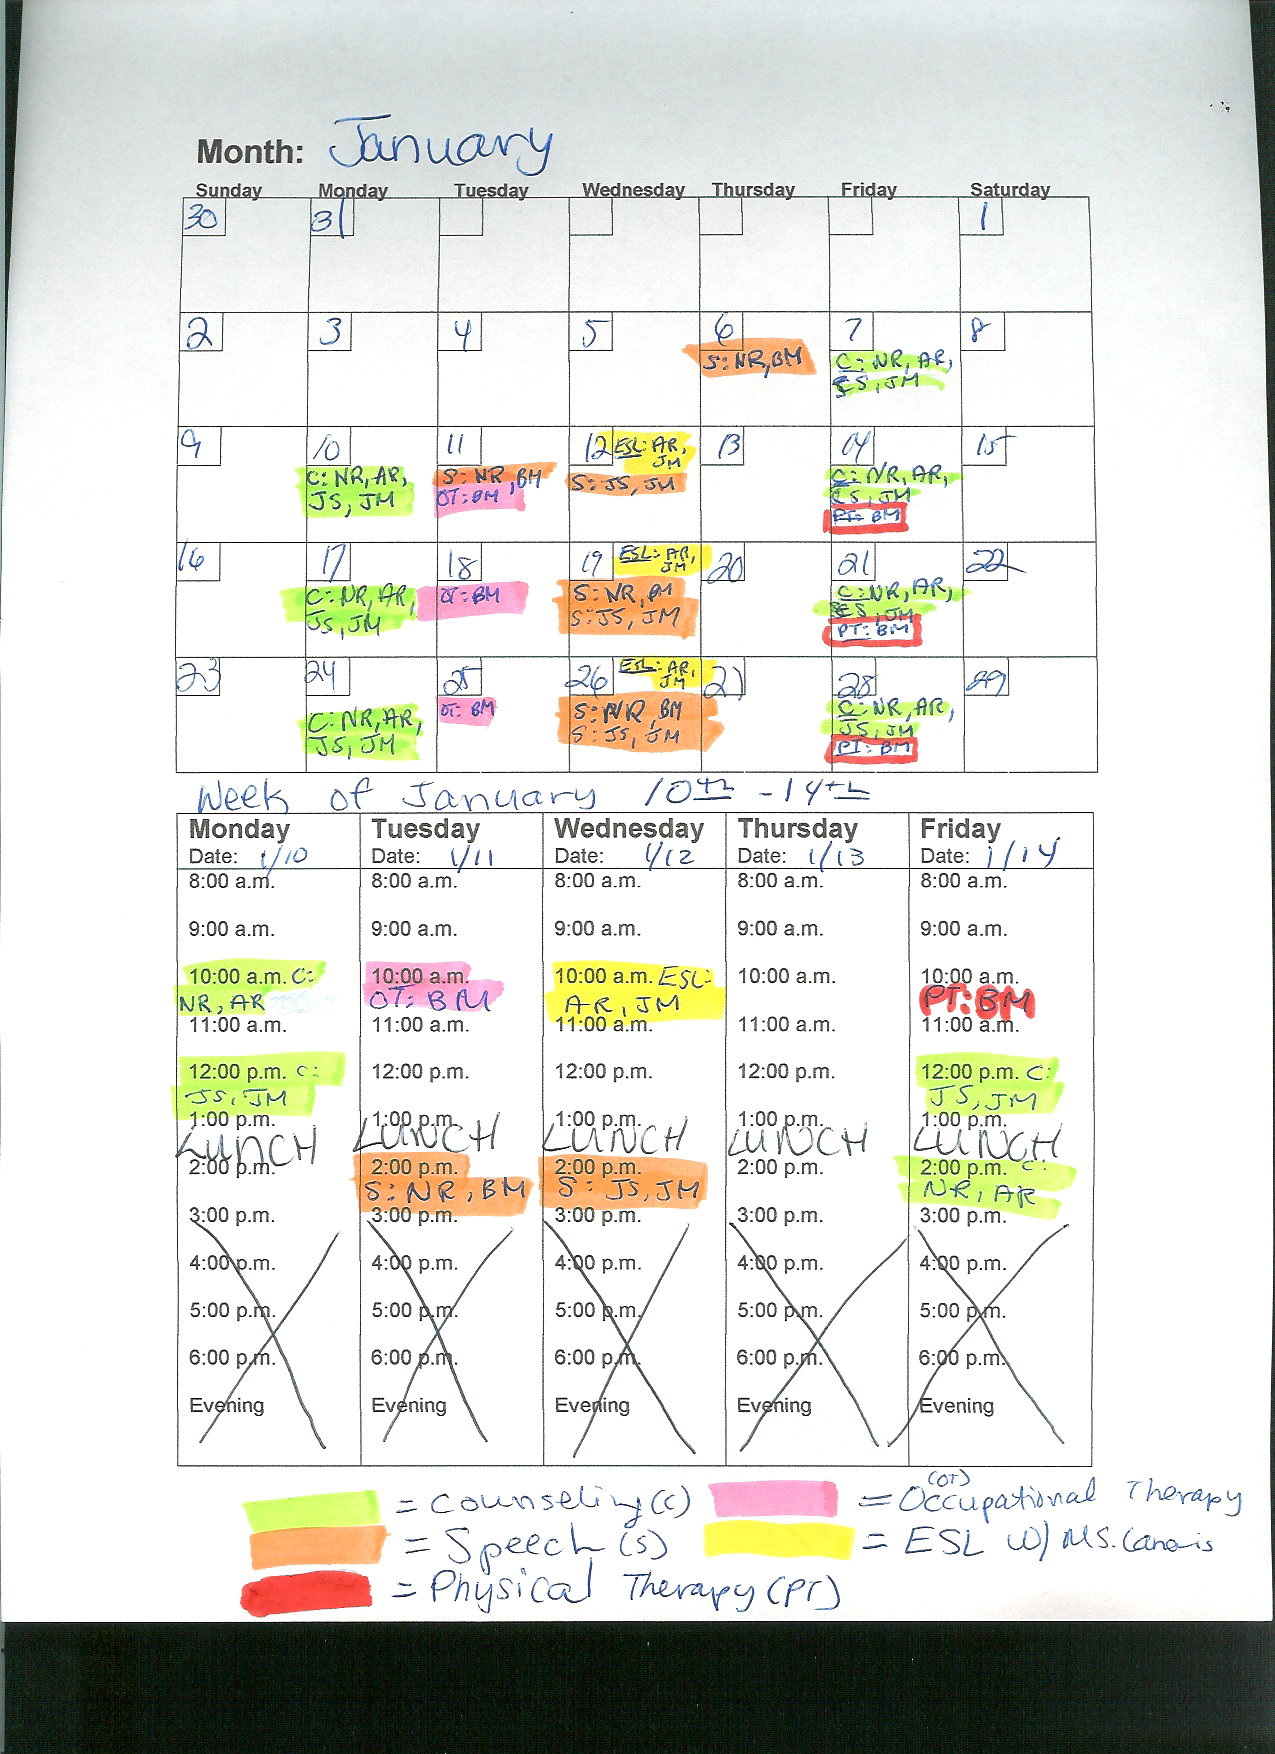 Month: January
Sunday Monday Tuesday Wednesday Thursday Friday Saturday
30 31 1
2 3 4 5 6 7 8
S: NR, BM
C: NR, AR,
JS, JM
9 10 11 12 ESL: AR, JM 13 14 15
C: NR, AR,
JS, JM
S: NR, BM
OT: BM
S: JS, JM
C: NR, AR,
JS, JM
PT: BM
16 17 18 19 ESL: AR, JM 20 21 22
C: NR, AR,
JS, JM
OT: BM
S: NR, BM
S: JS, JM
C: NR, AR,
JM
PT: BM
23 24 25 26 ESL: AR, JM 27 28 29
C: NR, AR,
JS, JM
OT: BM
S: NR, BM
S: JS, JM
C: NR, AR,
JS, JM
PT: BM
Week of January 10th - 14th
Monday Tuesday Wednesday Thursday Friday
Date: 1/10 Date: 1/11 Date: 1/12 Date: 1/13 Date: 1/14
8:00 a.m. 8:00 a.m. 8:00 a.m. 8:00 a.m. 8:00 a.m.
9:00 a.m. 9:00 a.m. 9:00 a.m. 9:00 a.m. 9:00 a.m.
10:00 a.m. C: 10:00 a.m. 10:00 a.m. ESL: 10:00 a.m. 10:00 a.m.
NR, AR OT: BM AR, JM PT: BM
11:00 a.m. 11:00 a.m. 11:00 a.m. 11:00 a.m. 11:00 a.m.
12:00 p.m. C: 12:00 p.m. 12:00 p.m. 12:00 p.m. 12:00 p.m. C:
JS, JM JS, JM
1:00 p.m. 1:00 p.m. 1:00 p.m. 1:00 p.m. 1:00 p.m.
LUNCH LUNCH LUNCH LUNCH LUNCH
2:00 p.m. 2:00 p.m. 2:00 p.m. 2:00 p.m. 2:00 p.m. C:
S: NR, BM S: JS, JM NR, AR
3:00 p.m. 3:00 p.m. 3:00 p.m. 3:00 p.m. 3:00 p.m.
4:00 p.m. 4:00 p.m. 4:00 p.m. 4:00 p.m. 4:00 p.m.
5:00 p.m. 5:00 p.m. 5:00 p.m. 5:00 p.m. 5:00 p.m.
6:00 p.m. 6:00 p.m. 6:00 p.m. 6:00 p.m. 6:00 p.m.
Evening Evening Evening Evening Evening
= Counseling (C) = Occupational Therapy (OT)
= Speech (S) = ESL w/ Ms.
= Physical Therapy (PT)